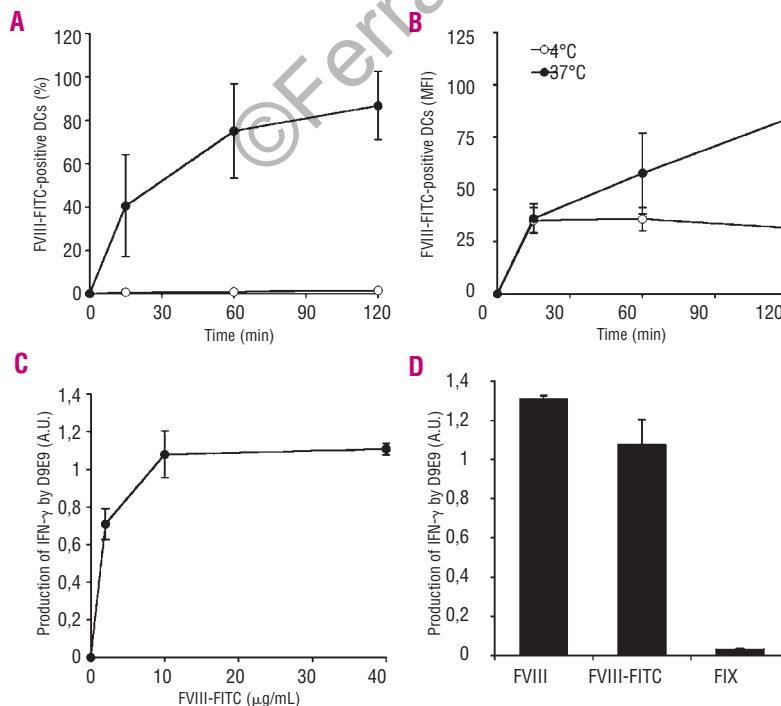 A
FVIII-FITC-positive DCs (%)
120
100
80
60
40
20
0
0 30 60 90 120
Time (min)
B
FVIII-FITC-positive DCs (MFI)
125
100
75
50
25
0
4°C
37°C
0 30 60 90 120
Time (min)
C
Production of IFN-γ by D9E9 (A.U.)
1,4
1,2
1
0,8
0,6
0,4
0,2
0
0 10 20 30 40
FVIII-FITC (µg/mL)
D
Production of IFN-γ by D9E9 (A.U.)
1,4
1,2
1
0,8
0,6
0,4
0,2
0
FVIII FVIII-FITC FIX
©Ferra